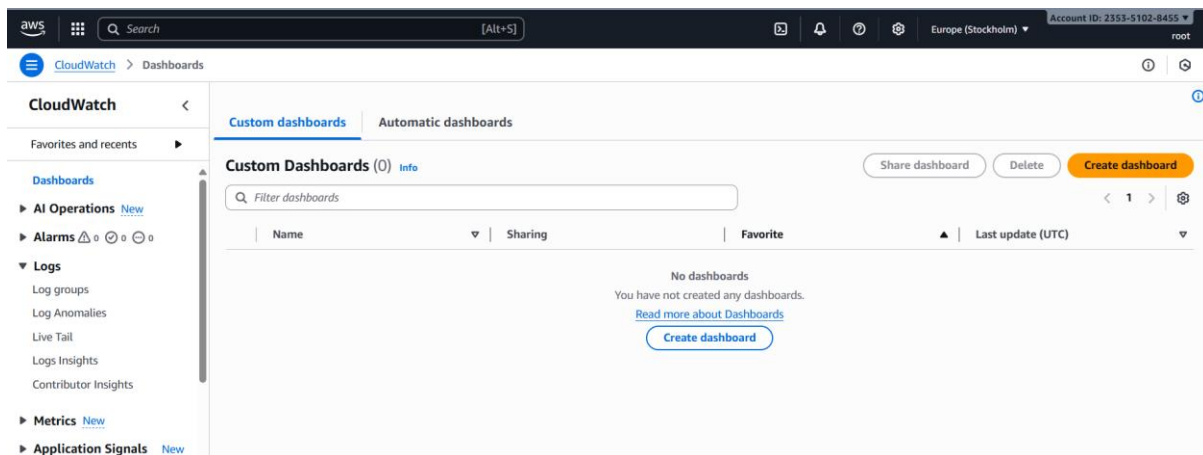 aws
Search [Alt+S]
Europe (Stockholm) ▼
Account ID: 2353-5102-8455 ▼
root
CloudWatch > Dashboards
CloudWatch
Favorites and recents
Dashboards
AI Operations New
Alarms 0 0 0
Logs
Log groups
Log Anomalies
Live Tail
Logs Insights
Contributor Insights
Metrics New
Application Signals New
Custom dashboards Automatic dashboards
Custom Dashboards (0) Info
Share dashboard Delete Create dashboard
Filter dashboards
1
Name Sharing Favorite Last update (UTC)
No dashboards
You have not created any dashboards.
Read more about Dashboards
Create dashboard